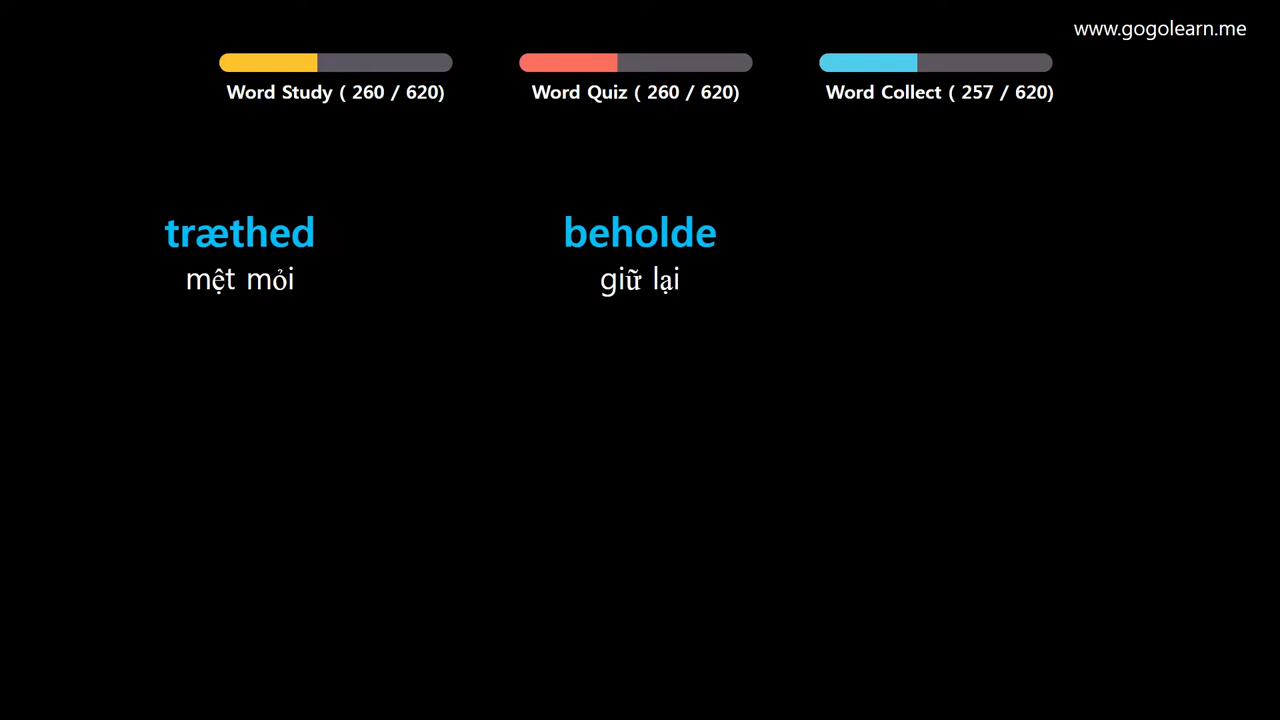 www.gogolearn.me
Word Study ( 260 / 620)
Word Quiz ( 260 / 620)
Word Collect ( 257 / 620)
træthed
mệt mỏi
beholde
giữ lại